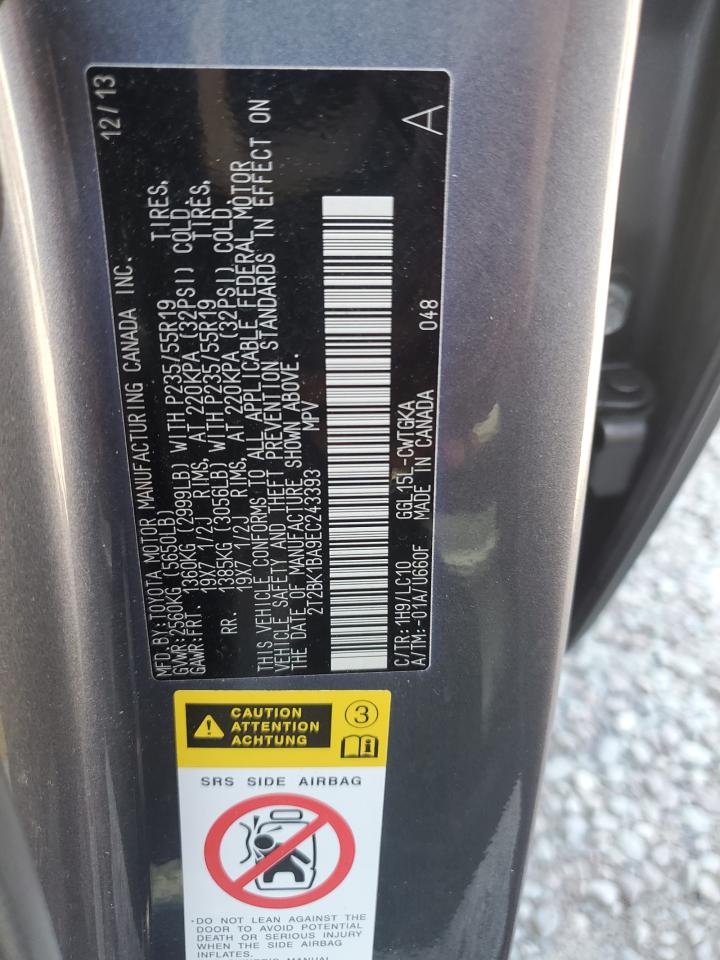 MFD.BY:TOYOTA MOTOR MANUFACTURING CANADA INC. 12/13
GVWR:2560KG (5650LB)
GAWR:FRT. 1360KG (2999LB) WITH P235/55R19 TIRES,
19X7 1/2J RIMS, AT 220KPA (32PSI) COLD
RR. 1385KG (3056LB) WITH P235/55R19 TIRES,
19X7 1/2J RIMS, AT 220KPA (32PSI) COLD.
THIS VEHICLE CONFORMS TO ALL APPLICABLE FEDERAL MOTOR
VEHICLE SAFETY AND THEFT PREVENTION STANDARDS IN EFFECT ON
THE DATE OF MANUFACTURE SHOWN ABOVE.
2T2BK1BA9EC243393 MPV
C/TR:1H9/LC10 GGL15L-CWTGKA 048 A
A/TM:-01A/U660F MADE IN CANADA
CAUTION
ATTENTION
ACHTUNG
3
SRS SIDE AIRBAG
·DO NOT LEAN AGAINST THE
DOOR TO AVOID POTENTIAL
DEATH OR SERIOUS INJURY
WHEN THE SIDE AIRBAG
INFLATES.